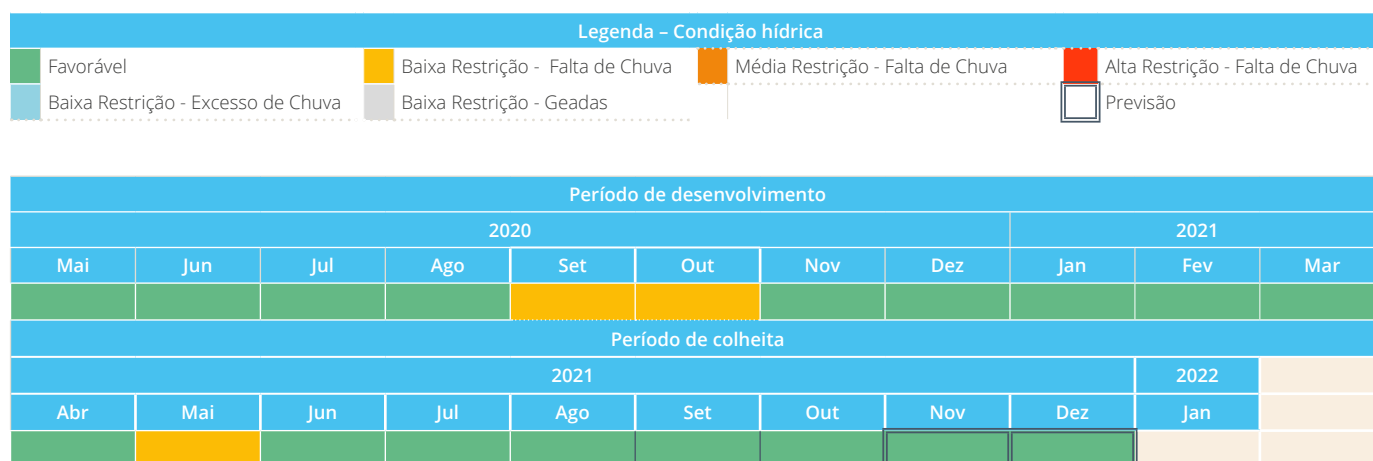 Legenda – Condição hídrica
Favorável Baixa Restrição - Falta de Chuva Média Restrição - Falta de Chuva Alta Restrição - Falta de Chuva
Baixa Restrição - Excesso de Chuva Baixa Restrição - Geadas Previsão
Período de desenvolvimento
2020 2021
Mai Jun Jul Ago Set Out Nov Dez Jan Fev Mar
Período de colheita
2021 2022
Abr Mai Jun Jul Ago Set Out Nov Dez Jan